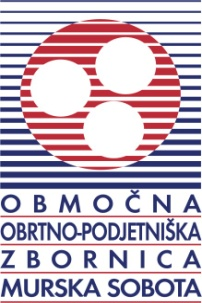 OBMOČNA
OBRTNO-PODJETNIŠKA
ZBORNICA
MURSKA SOBOTA